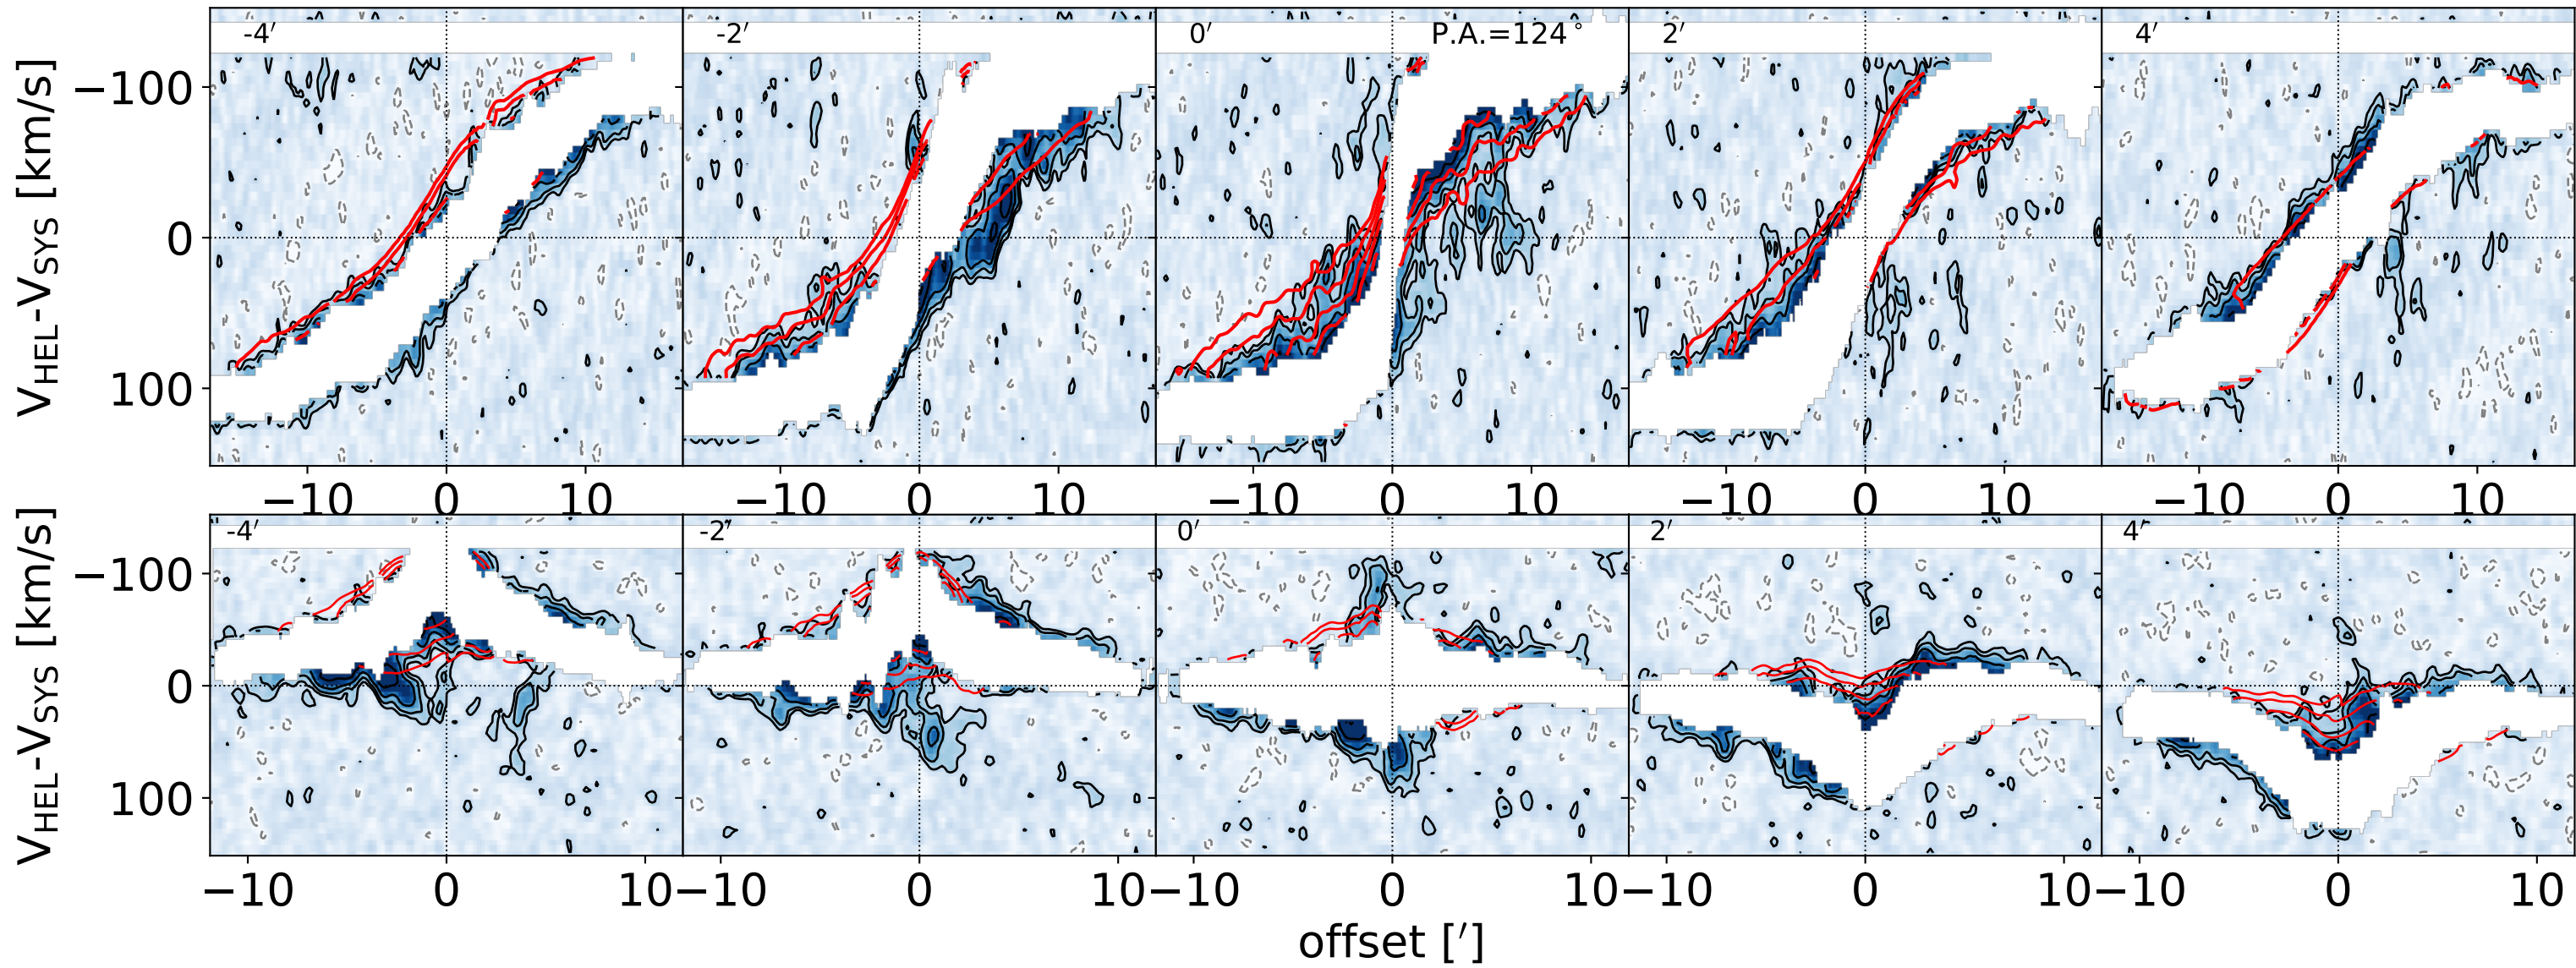 -4′ -2′ 0′ P.A.=124° 2′ 4′
V_HEL-V_SYS [km/s]
−100
0
100
−10 0 10 −10 0 10 −10 0 10 −10 0 10 −10 0 10
-4′ -2′ 0′ 2′ 4′
V_HEL-V_SYS [km/s]
−100
0
100
−10 0 10 −10 0 10 −10 0 10 −10 0 10 −10 0 10
offset [′]